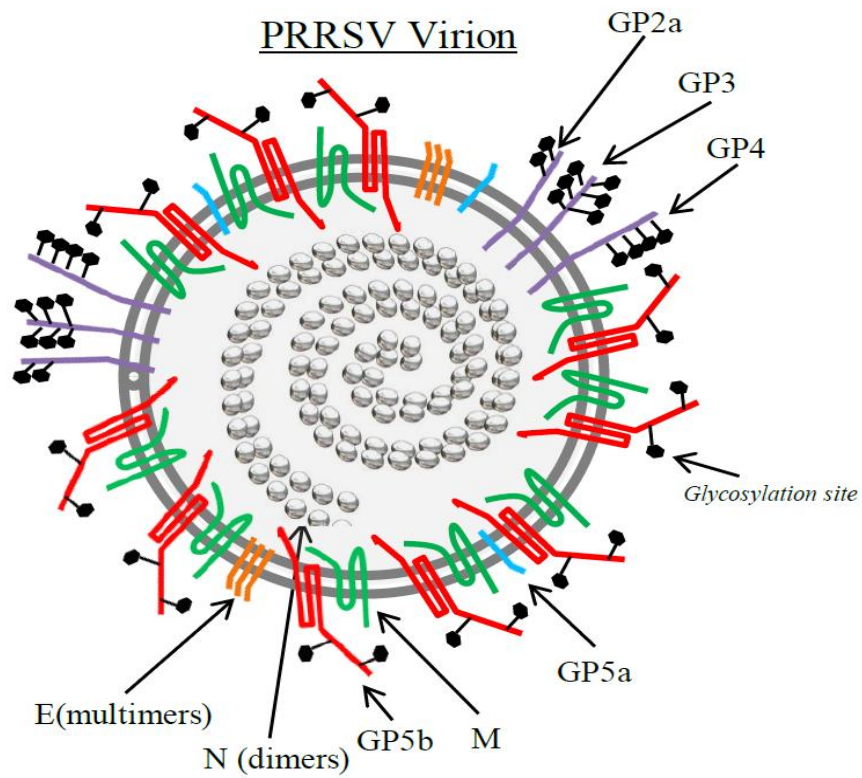 PRRSV Virion
GP2a
GP3
GP4
Glycosylation site
GP5a
E(multimers)
N (dimers)
GP5b
M